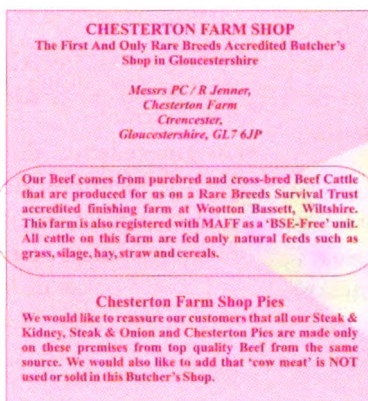 CHESTERTON FARM SHOP
The First And Only Rare Breeds Accredited Butcher's
Shop in Gloucestershire
Messrs PC / R Jenner,
Chesterton Farm
Ctrencester,
Gloucestershire, GL7 6JP
Our Beef comes from purebred and cross-bred Beef Cattle
that are produced for us on a Rare Breeds Survival Trust
accredited finishing farm at Wootton Bassett, Wiltshire.
This farm is also registered with MAFF as a 'BSE-Free' unit.
All cattle on this farm are fed only natural feeds such as
grass, silage, hay, straw and cereals.
Chesterton Farm Shop Pies
We would like to reassure our customers that all our Steak &
Kidney, Steak & Onion and Chesterton Pies are made only
on these premises from top quality Beef from the same
source. We would also like to add that 'cow meat' is NOT
used or sold in this Butcher's Shop.